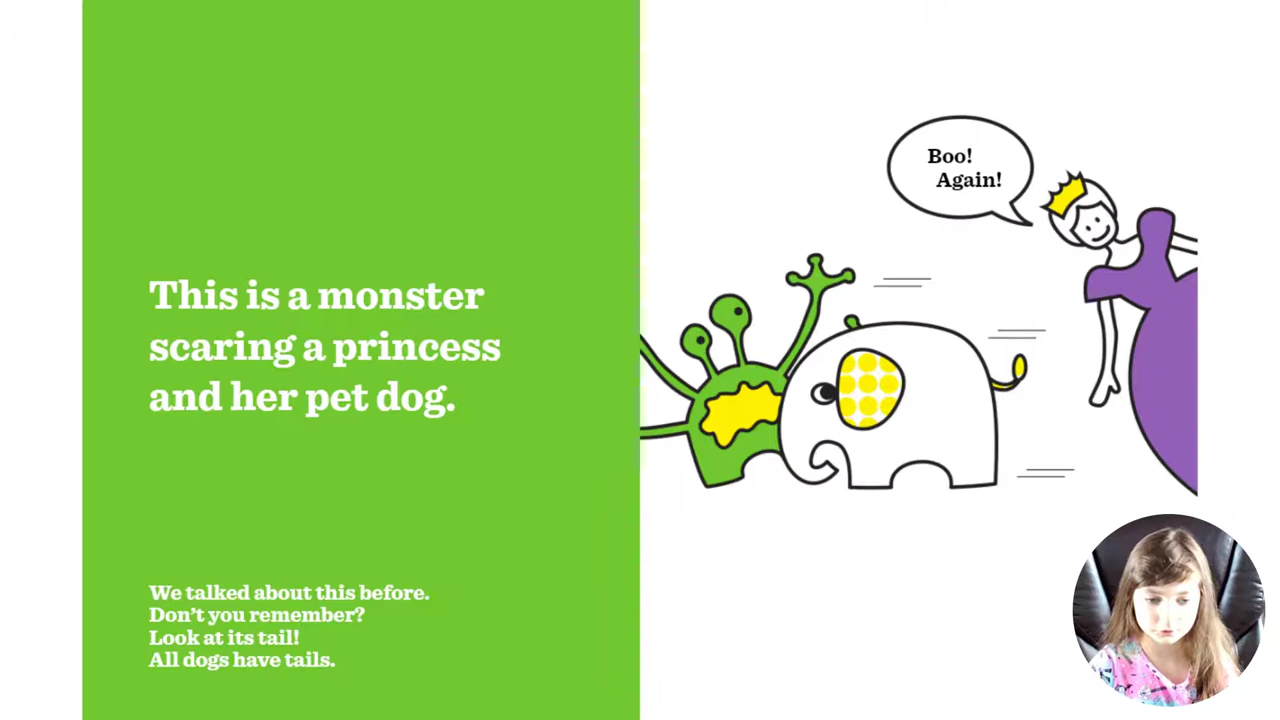 This is a monster
scaring a princess
and her pet dog.
We talked about this before.
Don't you remember?
Look at its tail!
All dogs have tails.
Boo!
Again!